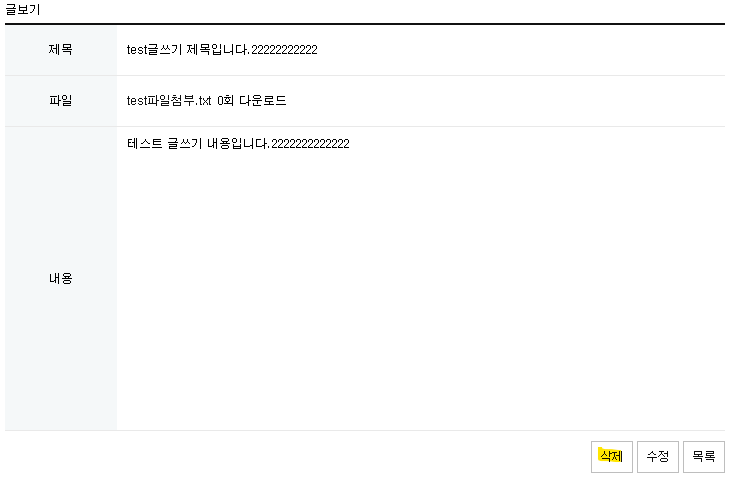 글보기
제목 test글쓰기 제목입니다.22222222222
파일 test파일첨부.txt 0회 다운로드
테스트 글쓰기 내용입니다.2222222222222
내용
삭제 수정 목록